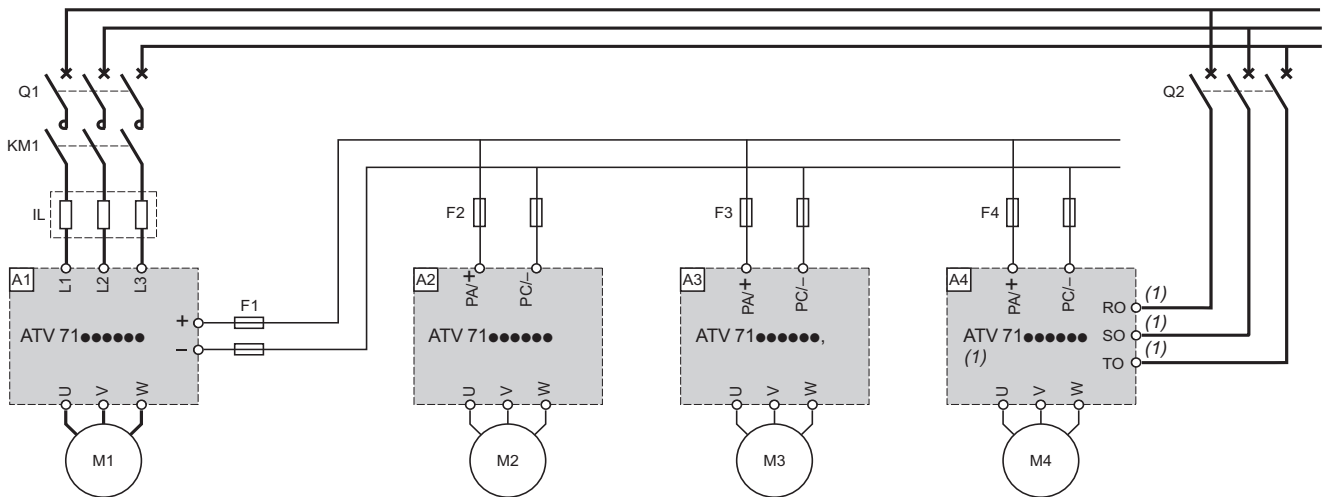 Q1
Q2
KM1
IL
F2
F3
F4
A1
L1
L2
L3
A2
PA/+
PC/–
A3
PA/+
PC/–
A4
PA/+
PC/–
RO
(1)
+
F1
ATV 71●●●●●●
ATV 71●●●●●●
ATV 71●●●●●●,
ATV 71●●●●●●
(1)
SO
(1)
–
TO
(1)
U
V
W
U
V
W
U
V
W
U
V
W
M1
M2
M3
M4